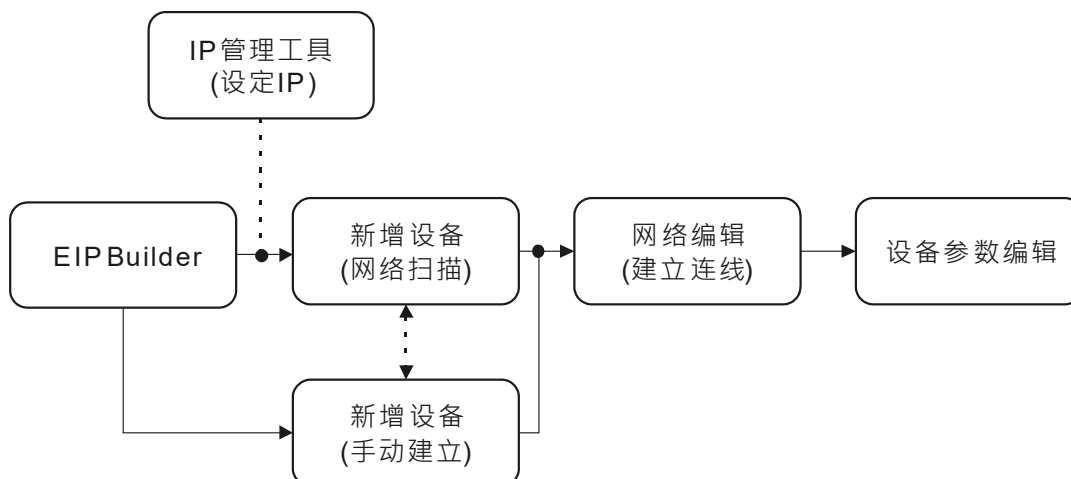 IP管理工具
(设定IP)
EIPBuilder
新增设备
(网络扫描)
网络编辑
(建立连线)
设备参数编辑
新增设备
(手动建立)